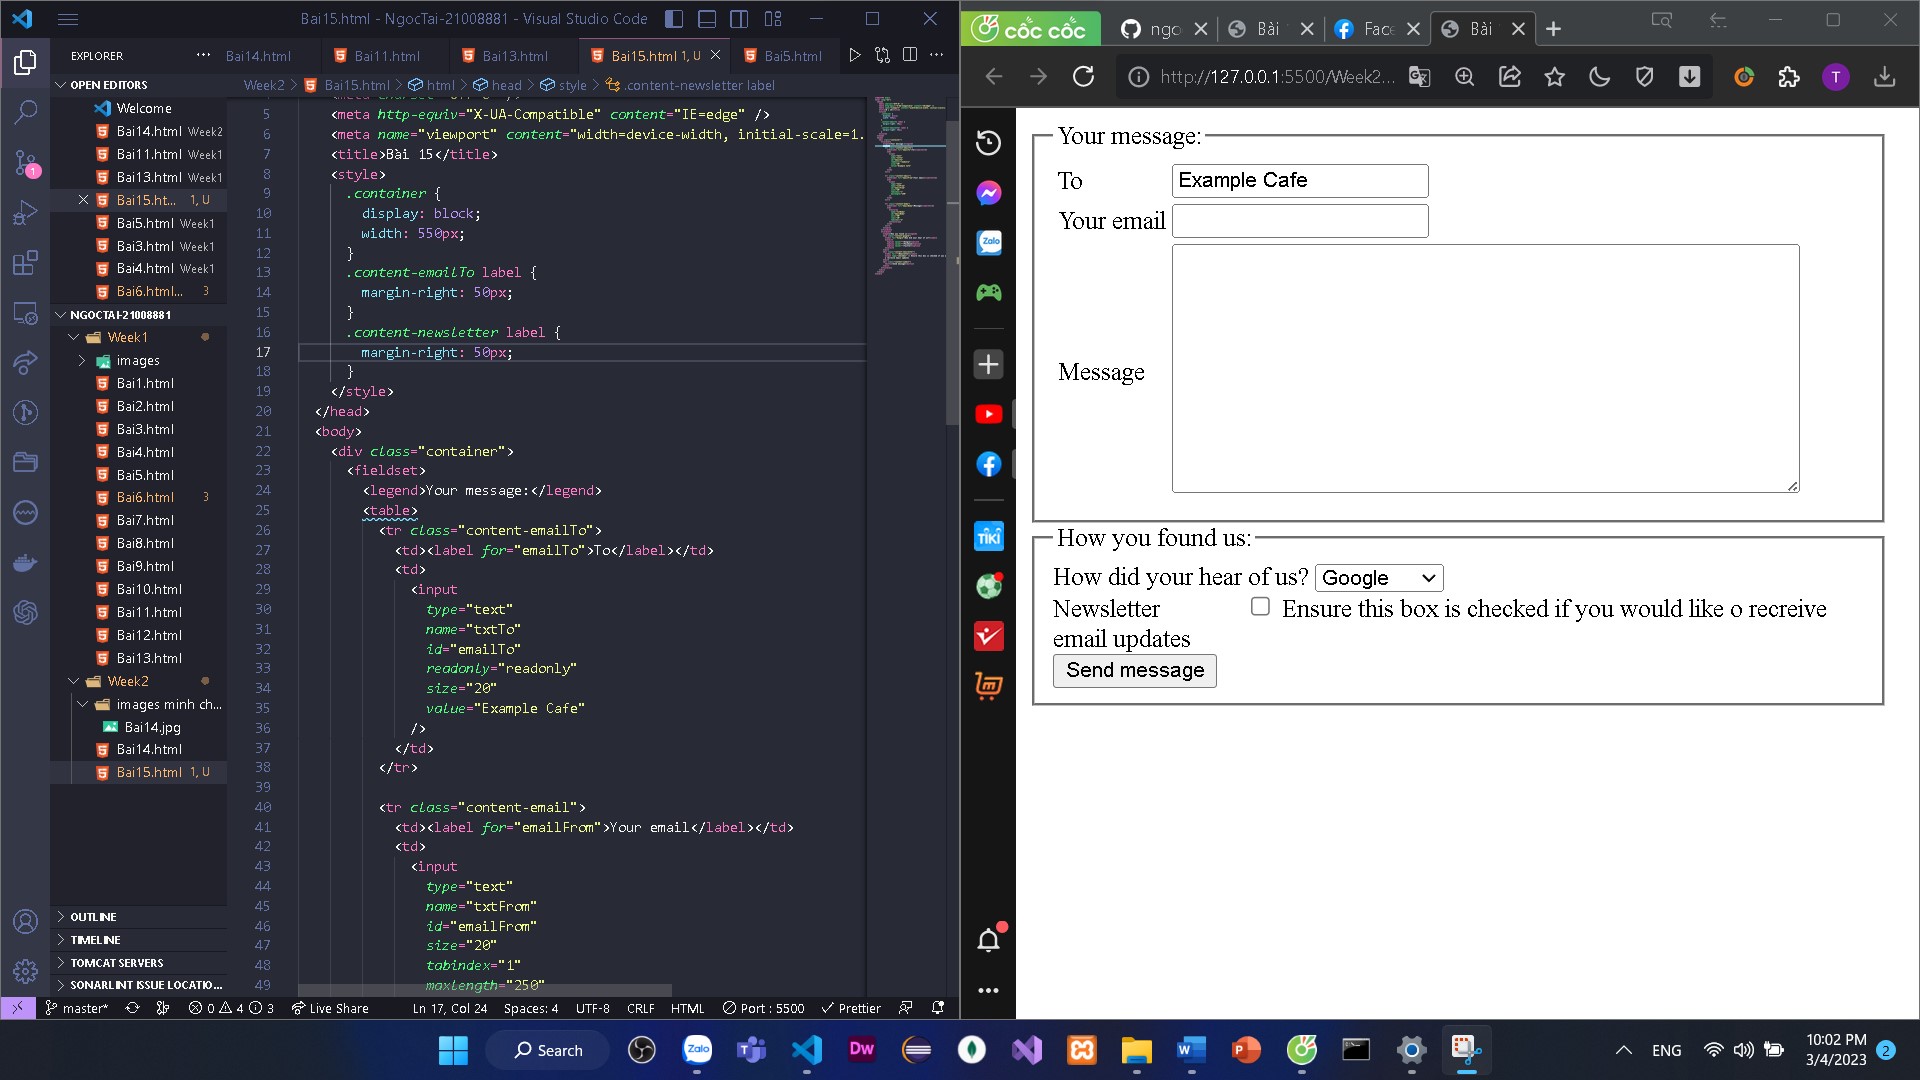 Bai15.html - NgocTai-21008881 - Visual Studio Code
EXPLORER
Bai14.html
Bai11.html
Bai13.html
Bai15.html 1, U
Bai5.html
Week2 > Bai15.html > html > head > style > .content-newsletter label
OPEN EDITORS
Welcome
Bai14.html Week2
Bai11.html Week1
Bai13.html Week1
Bai15.ht... 1, U
Bai5.html Week1
Bai3.html Week1
Bai4.html Week1
Bai6.html... 3
NGOCTAI-21008881
Week1
images
Bai1.html
Bai2.html
Bai3.html
Bai4.html
Bai5.html
Bai6.html 3
Bai7.html
Bai8.html
Bai9.html
Bai10.html
Bai11.html
Bai12.html
Bai13.html
Week2
images minh ch...
Bai14.jpg
Bai14.html
Bai15.html 1, U
OUTLINE
TIMELINE
TOMCAT SERVERS
SONARLINT ISSUE LOCATIO...
5 <meta http-equiv="X-UA-Compatible" content="IE=edge" />
6 <meta name="viewport" content="width=device-width, initial-scale=1.
7 <title>Bài 15</title>
8 <style>
9 .container {
10 display: block;
11 width: 550px;
12 }
13 .content-emailTo label {
14 margin-right: 50px;
15 }
16 .content-newsletter label {
17 margin-right: 50px;
18 }
19 </style>
20 </head>
21 <body>
22 <div class="container">
23 <fieldset>
24 <legend>Your message:</legend>
25 <table>
26 <tr class="content-emailTo">
27 <td><label for="emailTo">To</label></td>
28 <td>
29 <input
30 type="text"
31 name="txtTo"
32 id="emailTo"
33 readonly="readonly"
34 size="20"
35 value="Example Cafe"
36 />
37 </td>
38 </tr>
39
40 <tr class="content-email">
41 <td><label for="emailFrom">Your email</label></td>
42 <td>
43 <input
44 type="text"
45 name="txtFrom"
46 id="emailFrom"
47 size="20"
48 tabindex="1"
49 maxlength="250"
master* 0 4 3 Live Share Ln 17, Col 24 Spaces: 4 UTF-8 CRLF HTML Port : 5500 Prettier
cốc cốc
ngo
Bài
Face
Bài
http://127.0.0.1:5500/Week2...
T
Zalo
TIKI
Your message:
To Example Cafe
Your email
Message
How you found us:
How did your hear of us? Google
Newsletter Ensure this box is checked if you would like o recreive
email updates
Send message
Search
Zalo
Dw
ENG
10:02 PM
3/4/2023
2